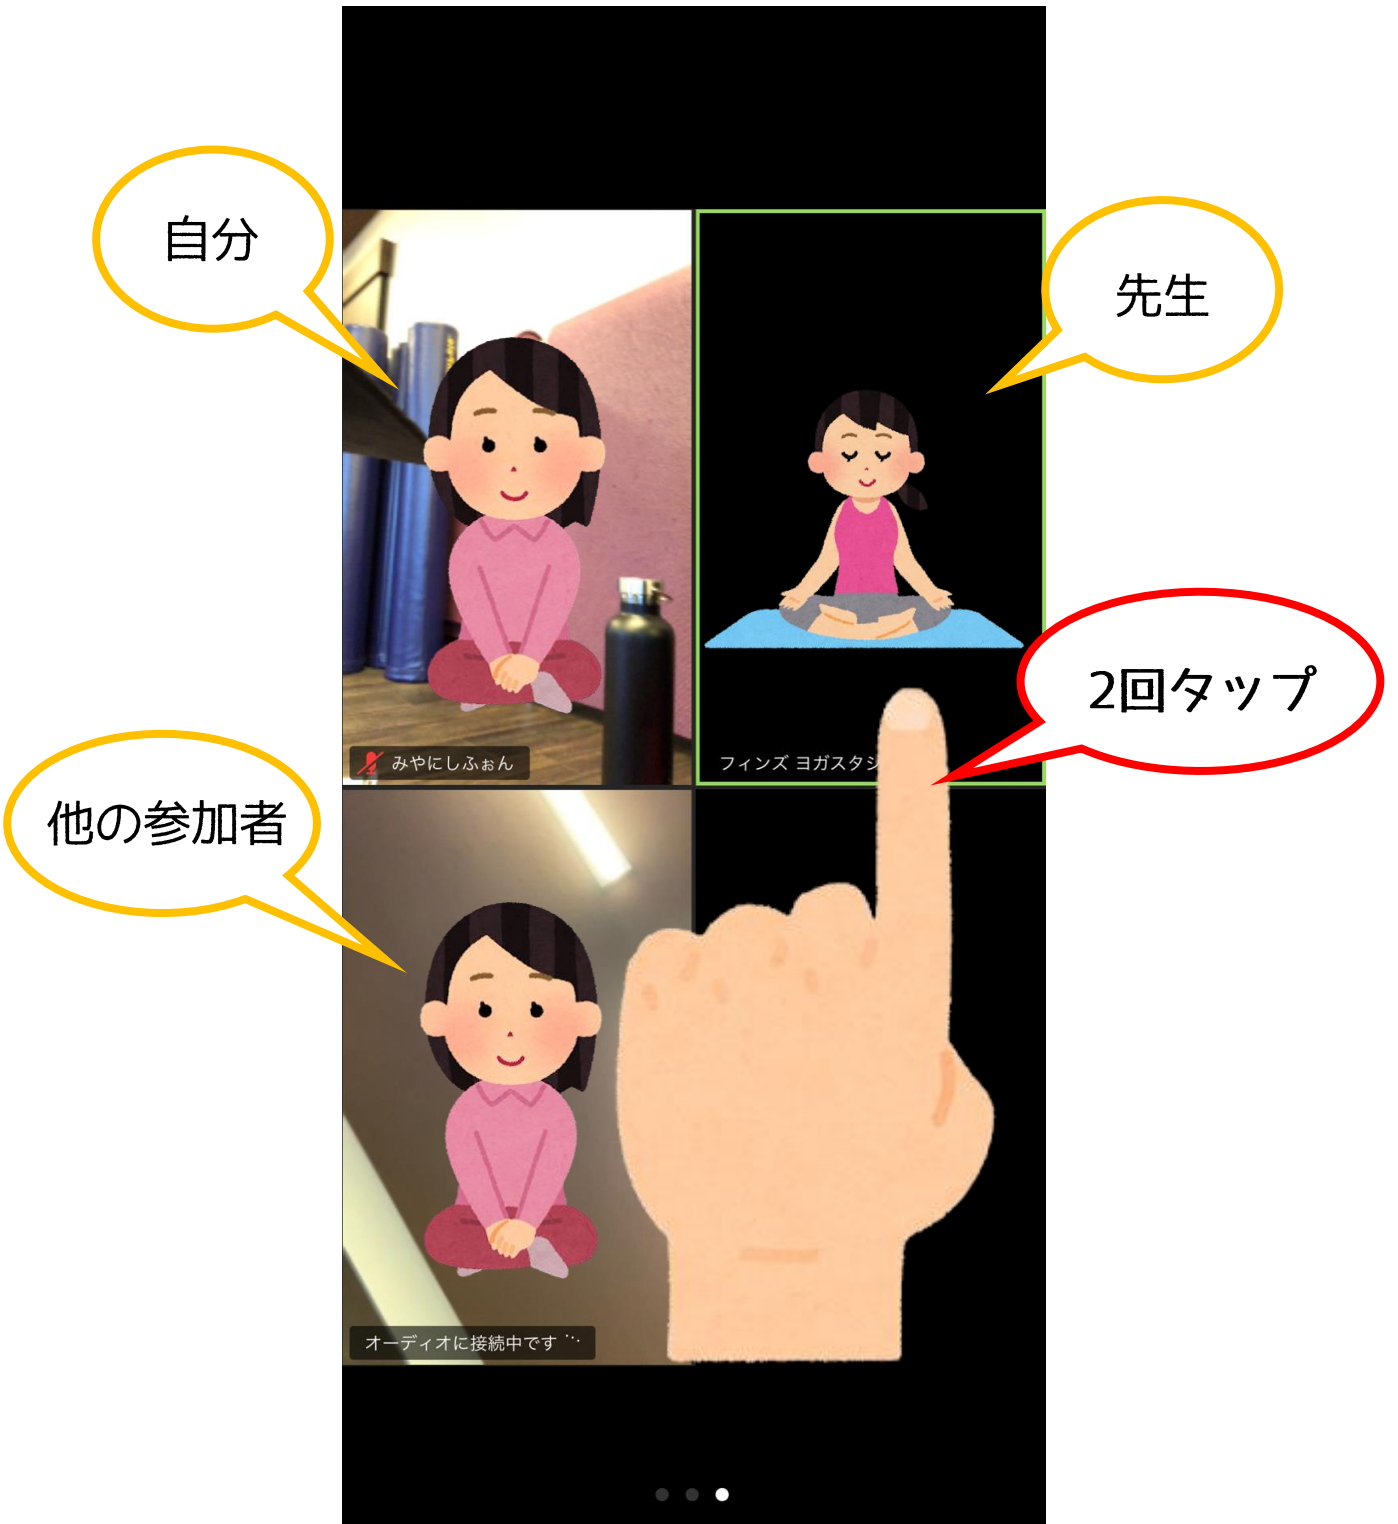 自分
先生
2回タップ
みやにしふぉん
フィンズ ヨガスタジ
他の参加者
オーディオに接続中です ...